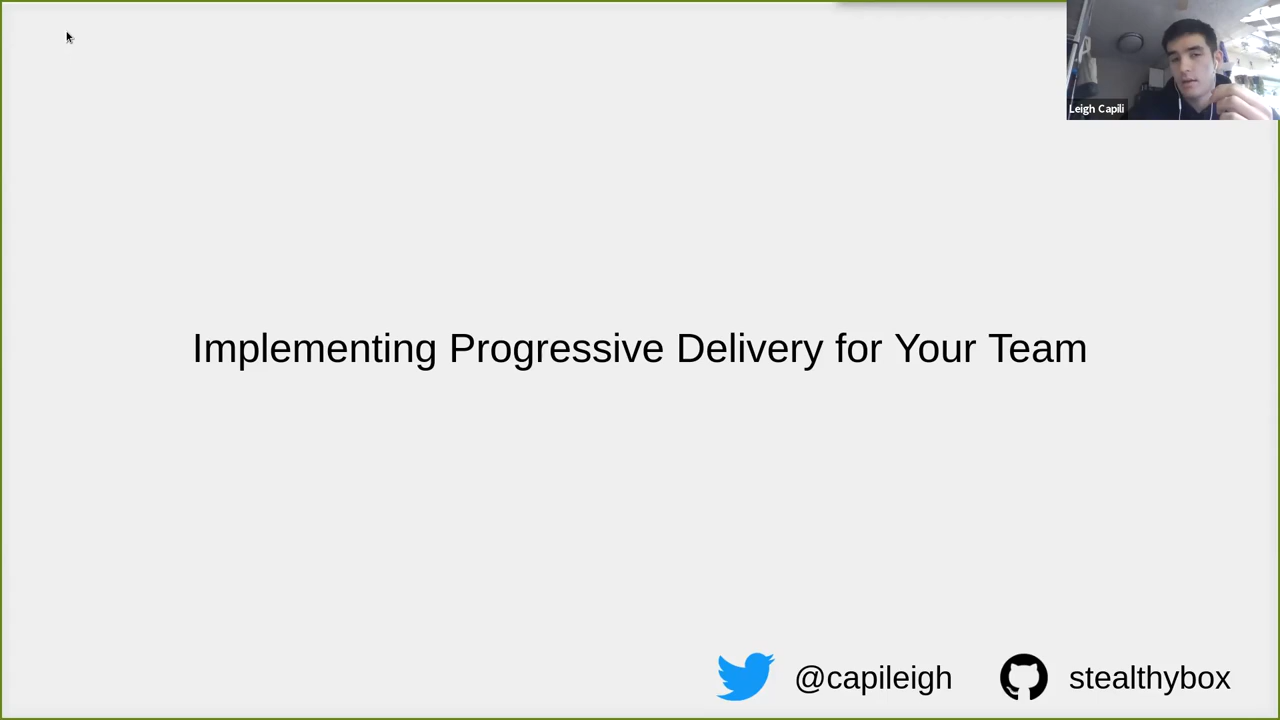 Leigh Capili
Implementing Progressive Delivery for Your Team
@capileigh
stealthybox